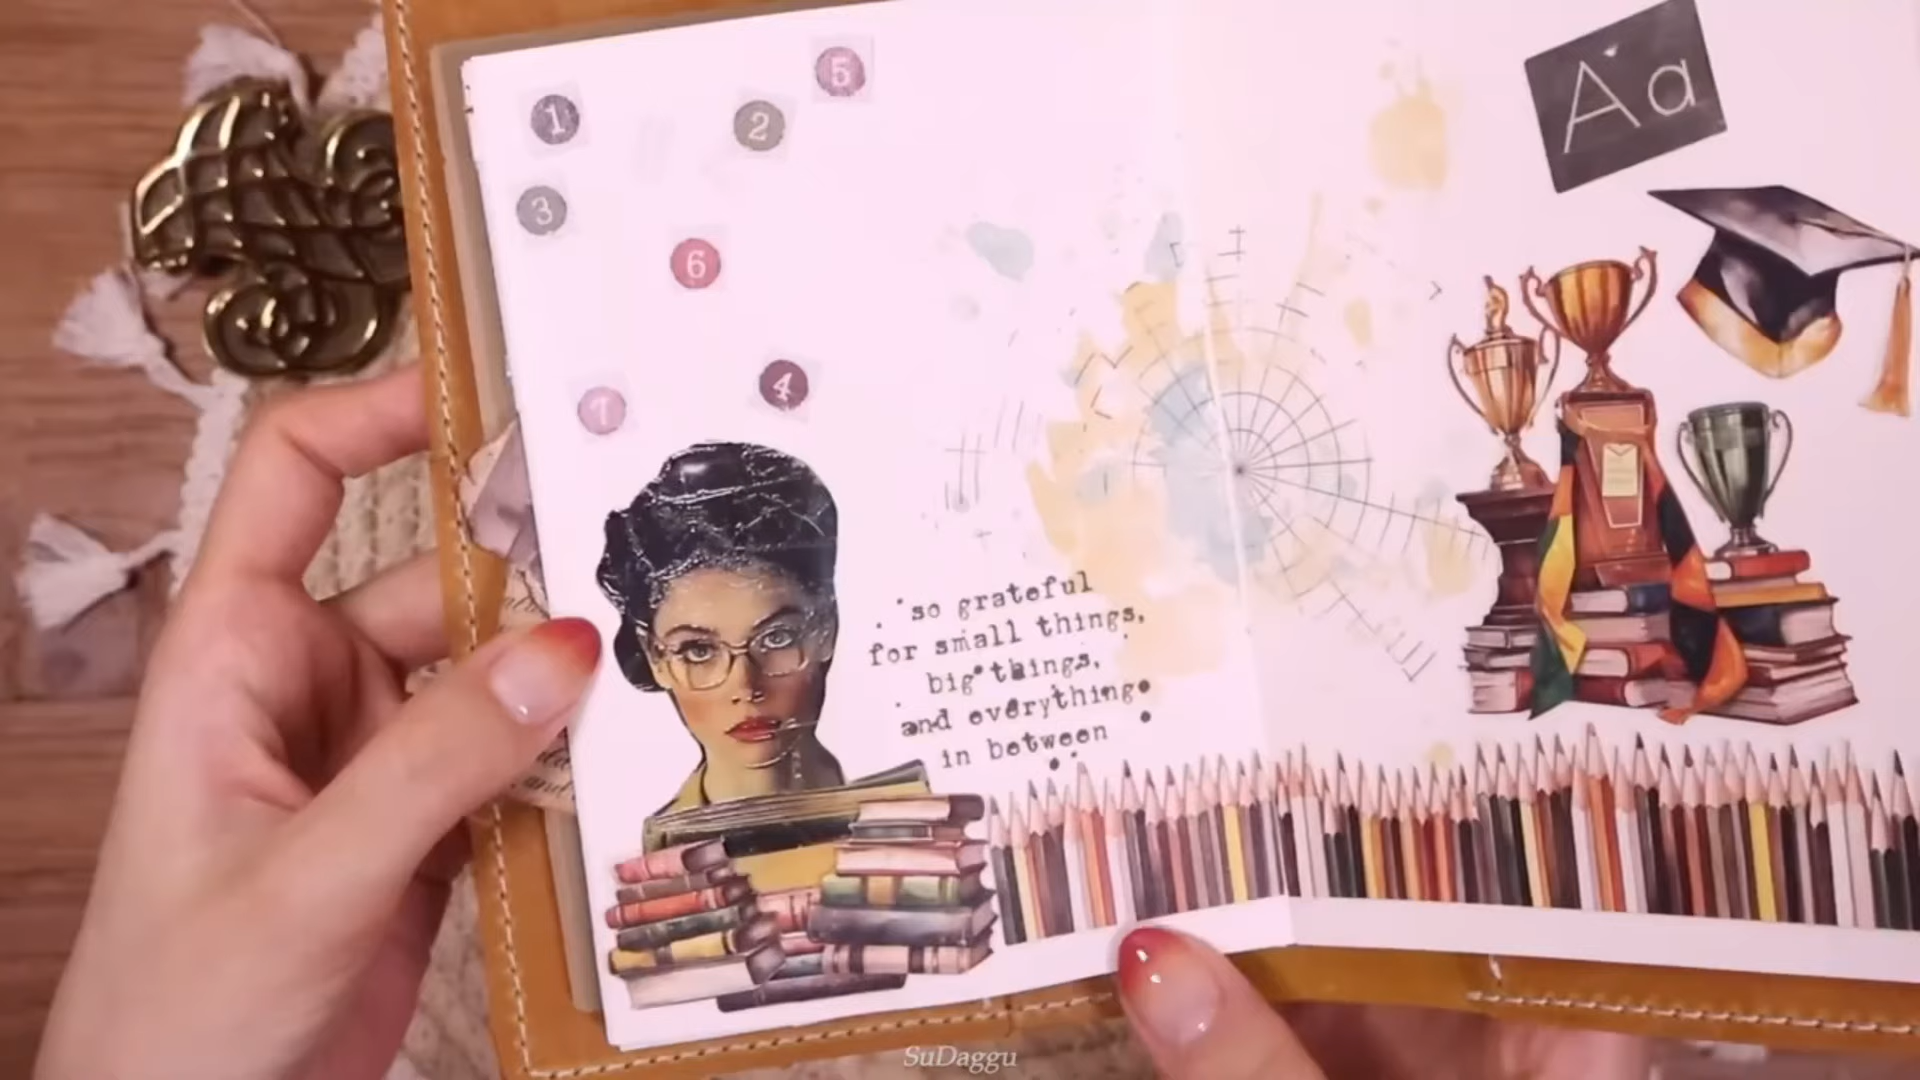 5
1
2
3
6
4
7
Aa
so grateful
for small things,
big things,
and everything
in between
SuDaggu